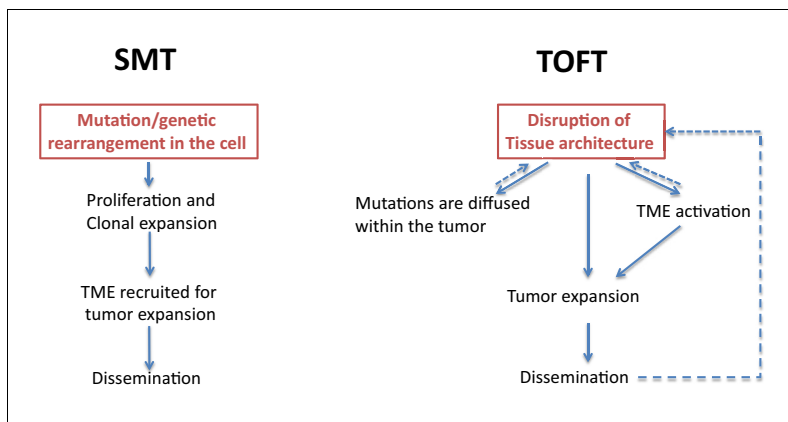 SMT
Mutation/genetic
rearrangement in the cell
Proliferation and
Clonal expansion
TME recruited for
tumor expansion
Dissemination
TOFT
Disruption of
Tissue architecture
Mutations are diffused
within the tumor
TME activation
Tumor expansion
Dissemination